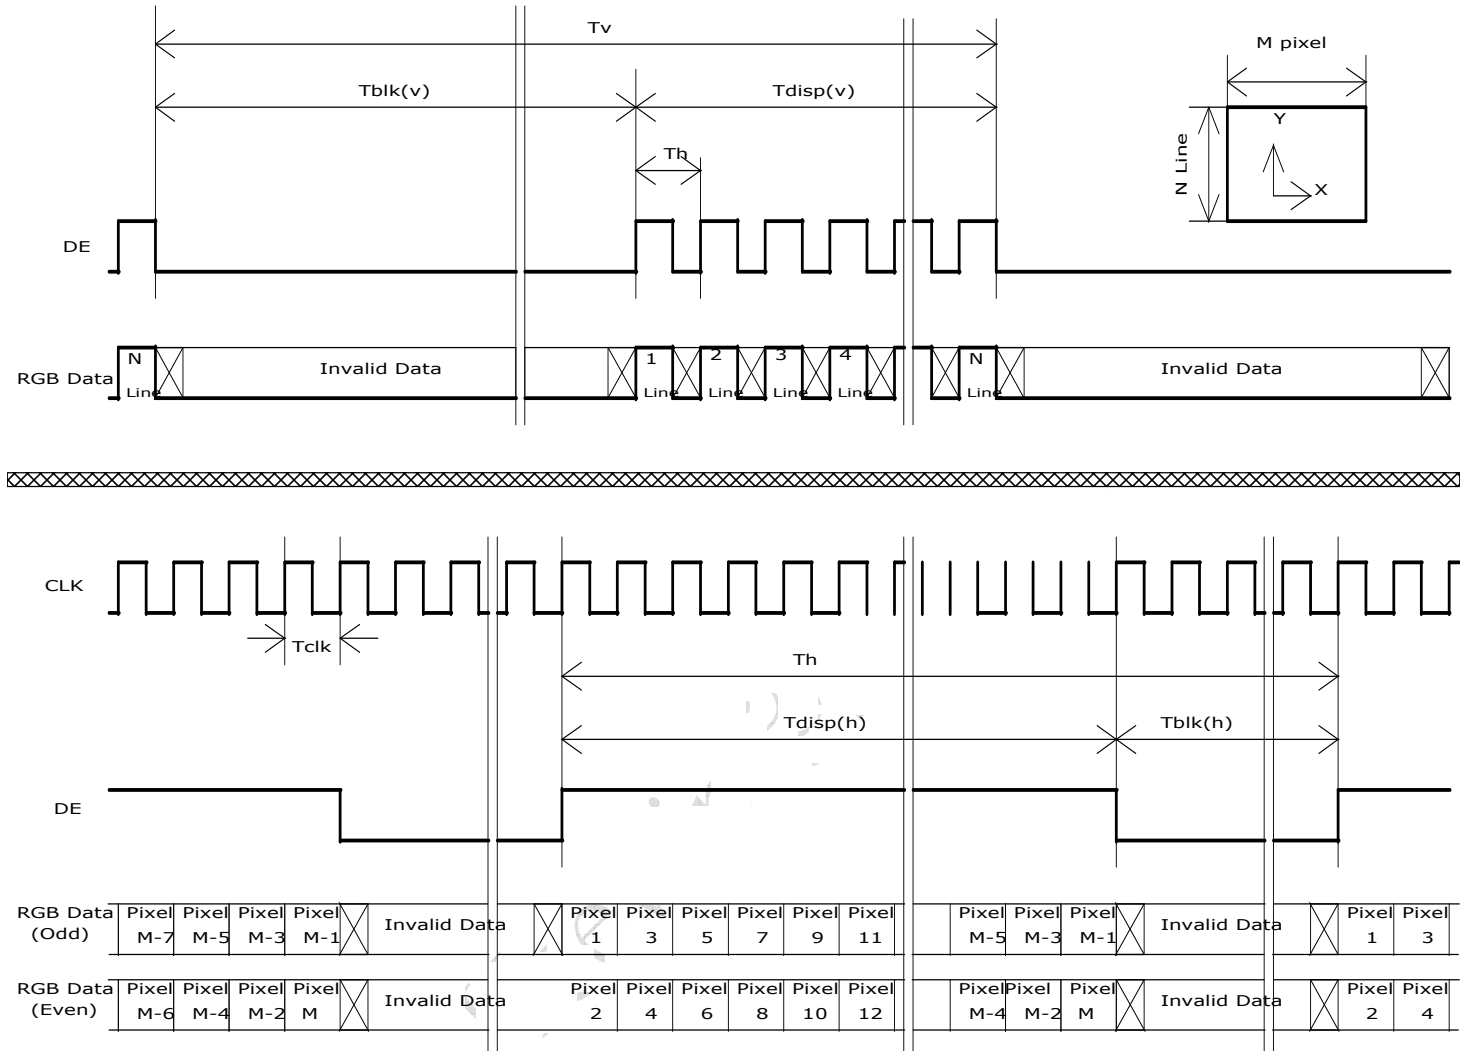 Tv
M pixel
Tblk(v) Tdisp(v)
Y
Th
N Line
X
DE
N 1 2 3 4 N
Invalid Data Invalid Data
RGB Data
Line Line Line Line Line Line
CLK
Tclk
Th
Tdisp(h) Tblk(h)
DE
RGB Data Pixel Pixel Pixel Pixel Pixel Pixel Pixel Pixel Pixel Pixel Pixel Pixel Pixel Pixel Pixel
Invalid Data Invalid Data
(Odd) M-7 M-5 M-3 M-1 1 3 5 7 9 11 M-5 M-3 M-1 1 3
RGB Data Pixel Pixel Pixel Pixel Pixel Pixel Pixel Pixel Pixel Pixel Pixel Pixel Pixel Pixel Pixel
Invalid Data Invalid Data
(Even) M-6 M-4 M-2 M 2 4 6 8 10 12 M-4 M-2 M 2 4